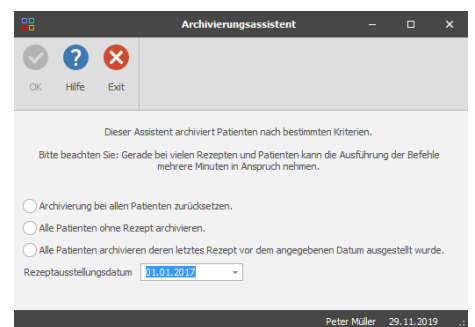 Archivierungsassistent
OK Hilfe Exit
Dieser Assistent archiviert Patienten nach bestimmten Kriterien.
Bitte beachten Sie: Gerade bei vielen Rezepten und Patienten kann die Ausführung der Befehle
mehrere Minuten in Anspruch nehmen.
Archivierung bei allen Patienten zurücksetzen.
Alle Patienten ohne Rezept archivieren.
Alle Patienten archivieren deren letztes Rezept vor dem angegebenen Datum ausgestellt wurde.
Rezeptausstellungsdatum 01.01.2017
Peter Müller 29.11.2019